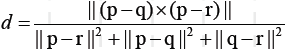 d = ‖(p−q)×(p−r)‖ / (‖p−r‖² + ‖p−q‖² + ‖q−r‖²)